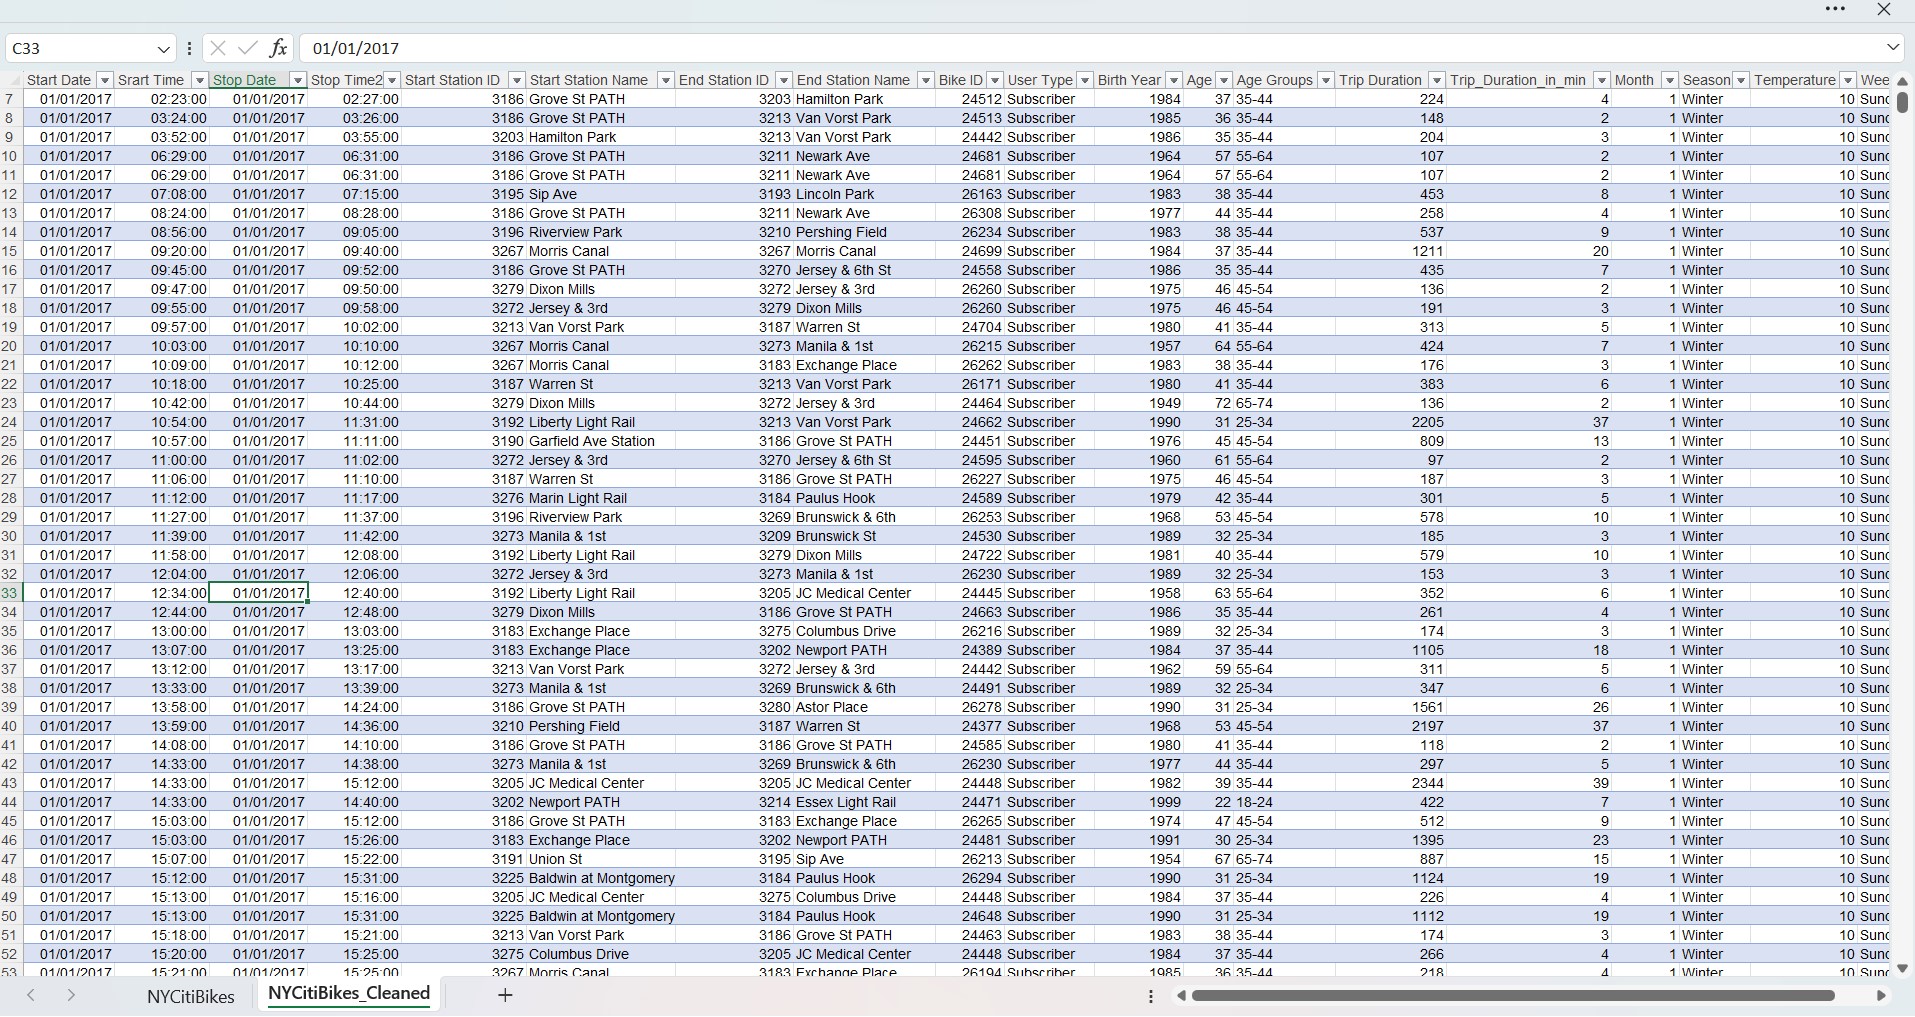 C33 fx 01/01/2017
Start Date Srart Time Stop Date Stop Time2 Start Station ID Start Station Name End Station ID End Station Name Bike ID User Type Birth Year Age Age Groups Trip Duration Trip_Duration_in_min Month Season Temperature Wee
7 01/01/2017 02:23:00 01/01/2017 02:27:00 3186 Grove St PATH 3203 Hamilton Park 24512 Subscriber 1984 37 35-44 224 4 1 Winter 10 Sund
8 01/01/2017 03:24:00 01/01/2017 03:26:00 3186 Grove St PATH 3213 Van Vorst Park 24513 Subscriber 1985 36 35-44 148 2 1 Winter 10 Sund
9 01/01/2017 03:52:00 01/01/2017 03:55:00 3203 Hamilton Park 3213 Van Vorst Park 24442 Subscriber 1986 35 35-44 204 3 1 Winter 10 Sund
10 01/01/2017 06:29:00 01/01/2017 06:31:00 3186 Grove St PATH 3211 Newark Ave 24681 Subscriber 1964 57 55-64 107 2 1 Winter 10 Sund
11 01/01/2017 06:29:00 01/01/2017 06:31:00 3186 Grove St PATH 3211 Newark Ave 24681 Subscriber 1964 57 55-64 107 2 1 Winter 10 Sund
12 01/01/2017 07:08:00 01/01/2017 07:15:00 3195 Sip Ave 3193 Lincoln Park 26163 Subscriber 1983 38 35-44 453 8 1 Winter 10 Sund
13 01/01/2017 08:24:00 01/01/2017 08:28:00 3186 Grove St PATH 3211 Newark Ave 26308 Subscriber 1977 44 35-44 258 4 1 Winter 10 Sund
14 01/01/2017 08:56:00 01/01/2017 09:05:00 3196 Riverview Park 3210 Pershing Field 26234 Subscriber 1983 38 35-44 537 9 1 Winter 10 Sund
15 01/01/2017 09:20:00 01/01/2017 09:40:00 3267 Morris Canal 3267 Morris Canal 24699 Subscriber 1984 37 35-44 1211 20 1 Winter 10 Sund
16 01/01/2017 09:45:00 01/01/2017 09:52:00 3186 Grove St PATH 3270 Jersey & 6th St 24558 Subscriber 1986 35 35-44 435 7 1 Winter 10 Sund
17 01/01/2017 09:47:00 01/01/2017 09:50:00 3279 Dixon Mills 3272 Jersey & 3rd 26260 Subscriber 1975 46 45-54 136 2 1 Winter 10 Sund
18 01/01/2017 09:55:00 01/01/2017 09:58:00 3272 Jersey & 3rd 3279 Dixon Mills 26260 Subscriber 1975 46 45-54 191 3 1 Winter 10 Sund
19 01/01/2017 09:57:00 01/01/2017 10:02:00 3213 Van Vorst Park 3187 Warren St 24704 Subscriber 1980 41 35-44 313 5 1 Winter 10 Sund
20 01/01/2017 10:03:00 01/01/2017 10:10:00 3267 Morris Canal 3273 Manila & 1st 26215 Subscriber 1957 64 55-64 424 7 1 Winter 10 Sund
21 01/01/2017 10:09:00 01/01/2017 10:12:00 3267 Morris Canal 3183 Exchange Place 26262 Subscriber 1983 38 35-44 176 3 1 Winter 10 Sund
22 01/01/2017 10:18:00 01/01/2017 10:25:00 3187 Warren St 3213 Van Vorst Park 26171 Subscriber 1980 41 35-44 383 6 1 Winter 10 Sund
23 01/01/2017 10:42:00 01/01/2017 10:44:00 3279 Dixon Mills 3272 Jersey & 3rd 24464 Subscriber 1949 72 65-74 136 2 1 Winter 10 Sund
24 01/01/2017 10:54:00 01/01/2017 11:31:00 3192 Liberty Light Rail 3213 Van Vorst Park 24662 Subscriber 1990 31 25-34 2205 37 1 Winter 10 Sund
25 01/01/2017 10:57:00 01/01/2017 11:11:00 3190 Garfield Ave Station 3186 Grove St PATH 24451 Subscriber 1976 45 45-54 809 13 1 Winter 10 Sund
26 01/01/2017 11:00:00 01/01/2017 11:02:00 3272 Jersey & 3rd 3270 Jersey & 6th St 24595 Subscriber 1960 61 55-64 97 2 1 Winter 10 Sund
27 01/01/2017 11:06:00 01/01/2017 11:10:00 3187 Warren St 3186 Grove St PATH 26227 Subscriber 1975 46 45-54 187 3 1 Winter 10 Sund
28 01/01/2017 11:12:00 01/01/2017 11:17:00 3276 Marin Light Rail 3184 Paulus Hook 24589 Subscriber 1979 42 35-44 301 5 1 Winter 10 Sund
29 01/01/2017 11:27:00 01/01/2017 11:37:00 3196 Riverview Park 3269 Brunswick & 6th 26253 Subscriber 1968 53 45-54 578 10 1 Winter 10 Sund
30 01/01/2017 11:39:00 01/01/2017 11:42:00 3273 Manila & 1st 3209 Brunswick St 24530 Subscriber 1989 32 25-34 185 3 1 Winter 10 Sund
31 01/01/2017 11:58:00 01/01/2017 12:08:00 3192 Liberty Light Rail 3279 Dixon Mills 24722 Subscriber 1981 40 35-44 579 10 1 Winter 10 Sund
32 01/01/2017 12:04:00 01/01/2017 12:06:00 3272 Jersey & 3rd 3273 Manila & 1st 26230 Subscriber 1989 32 25-34 153 3 1 Winter 10 Sund
33 01/01/2017 12:34:00 01/01/2017 12:40:00 3192 Liberty Light Rail 3205 JC Medical Center 24445 Subscriber 1958 63 55-64 352 6 1 Winter 10 Sund
34 01/01/2017 12:44:00 01/01/2017 12:48:00 3279 Dixon Mills 3186 Grove St PATH 24663 Subscriber 1986 35 35-44 261 4 1 Winter 10 Sund
35 01/01/2017 13:00:00 01/01/2017 13:03:00 3183 Exchange Place 3275 Columbus Drive 26216 Subscriber 1989 32 25-34 174 3 1 Winter 10 Sund
36 01/01/2017 13:07:00 01/01/2017 13:25:00 3183 Exchange Place 3202 Newport PATH 24389 Subscriber 1984 37 35-44 1105 18 1 Winter 10 Sund
37 01/01/2017 13:12:00 01/01/2017 13:17:00 3213 Van Vorst Park 3272 Jersey & 3rd 24442 Subscriber 1962 59 55-64 311 5 1 Winter 10 Sund
38 01/01/2017 13:33:00 01/01/2017 13:39:00 3273 Manila & 1st 3269 Brunswick & 6th 24491 Subscriber 1989 32 25-34 347 6 1 Winter 10 Sund
39 01/01/2017 13:58:00 01/01/2017 14:24:00 3186 Grove St PATH 3280 Astor Place 26278 Subscriber 1990 31 25-34 1561 26 1 Winter 10 Sund
40 01/01/2017 13:59:00 01/01/2017 14:36:00 3210 Pershing Field 3187 Warren St 24377 Subscriber 1968 53 45-54 2197 37 1 Winter 10 Sund
41 01/01/2017 14:08:00 01/01/2017 14:10:00 3186 Grove St PATH 3186 Grove St PATH 24585 Subscriber 1980 41 35-44 118 2 1 Winter 10 Sund
42 01/01/2017 14:33:00 01/01/2017 14:38:00 3273 Manila & 1st 3269 Brunswick & 6th 26230 Subscriber 1977 44 35-44 297 5 1 Winter 10 Sund
43 01/01/2017 14:33:00 01/01/2017 15:12:00 3205 JC Medical Center 3205 JC Medical Center 24448 Subscriber 1982 39 35-44 2344 39 1 Winter 10 Sund
44 01/01/2017 14:33:00 01/01/2017 14:40:00 3202 Newport PATH 3214 Essex Light Rail 24471 Subscriber 1999 22 18-24 422 7 1 Winter 10 Sund
45 01/01/2017 15:03:00 01/01/2017 15:12:00 3186 Grove St PATH 3183 Exchange Place 26265 Subscriber 1974 47 45-54 512 9 1 Winter 10 Sund
46 01/01/2017 15:03:00 01/01/2017 15:26:00 3183 Exchange Place 3202 Newport PATH 24481 Subscriber 1991 30 25-34 1395 23 1 Winter 10 Sund
47 01/01/2017 15:07:00 01/01/2017 15:22:00 3191 Union St 3195 Sip Ave 26213 Subscriber 1954 67 65-74 887 15 1 Winter 10 Sund
48 01/01/2017 15:12:00 01/01/2017 15:31:00 3225 Baldwin at Montgomery 3184 Paulus Hook 26294 Subscriber 1990 31 25-34 1124 19 1 Winter 10 Sund
49 01/01/2017 15:13:00 01/01/2017 15:16:00 3205 JC Medical Center 3275 Columbus Drive 24448 Subscriber 1984 37 35-44 226 4 1 Winter 10 Sund
50 01/01/2017 15:13:00 01/01/2017 15:31:00 3225 Baldwin at Montgomery 3184 Paulus Hook 24648 Subscriber 1990 31 25-34 1112 19 1 Winter 10 Sund
51 01/01/2017 15:18:00 01/01/2017 15:21:00 3213 Van Vorst Park 3186 Grove St PATH 24463 Subscriber 1983 38 35-44 174 3 1 Winter 10 Sund
52 01/01/2017 15:20:00 01/01/2017 15:25:00 3275 Columbus Drive 3205 JC Medical Center 24448 Subscriber 1984 37 35-44 266 4 1 Winter 10 Sund
53 01/01/2017 15:21:00 01/01/2017 15:25:00 3267 Morris Canal 3183 Exchange Place 26194 Subscriber 1985 36 35-44 218 4 1 Winter 10 Sund
NYCitiBikes NYCitiBikes_Cleaned